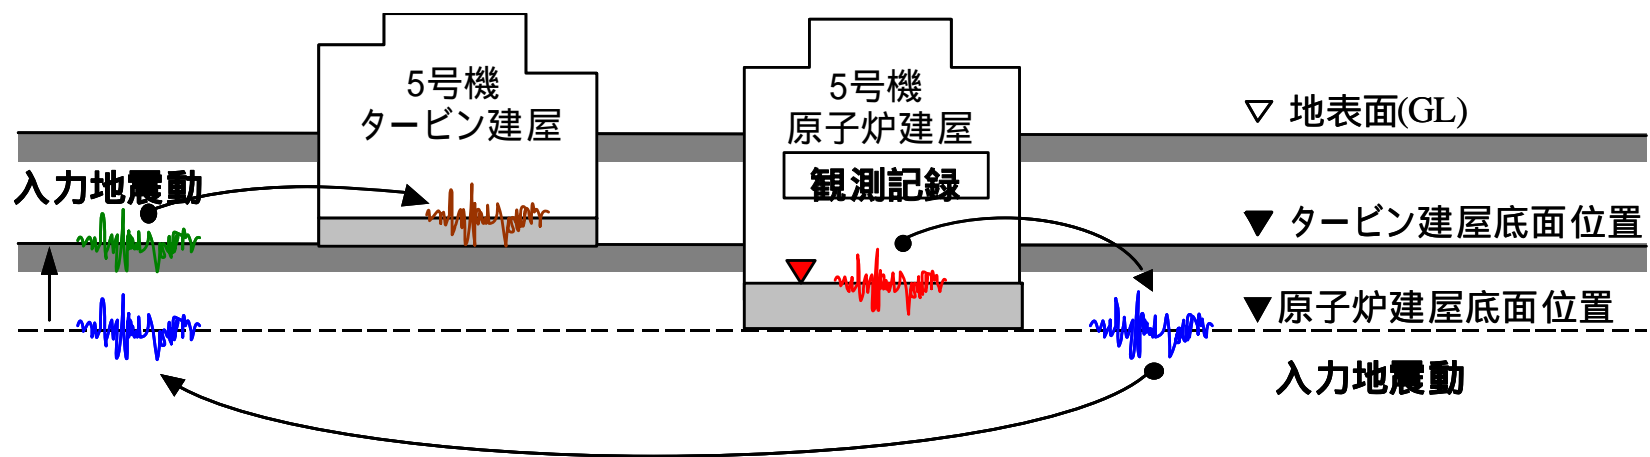 5号機
タービン建屋
5号機
原子炉建屋
観測記録
▽ 地表面(GL)
入力地震動
▼ タービン建屋底面位置
▼原子炉建屋底面位置
入力地震動